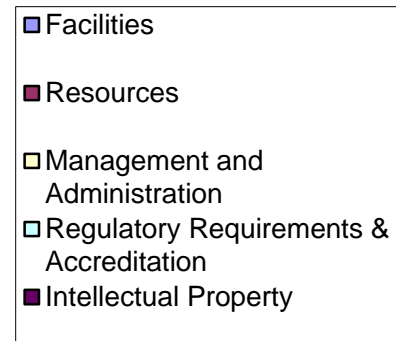 Facilities
Resources
Management and
Administration
Regulatory Requirements &
Accreditation
Intellectual Property